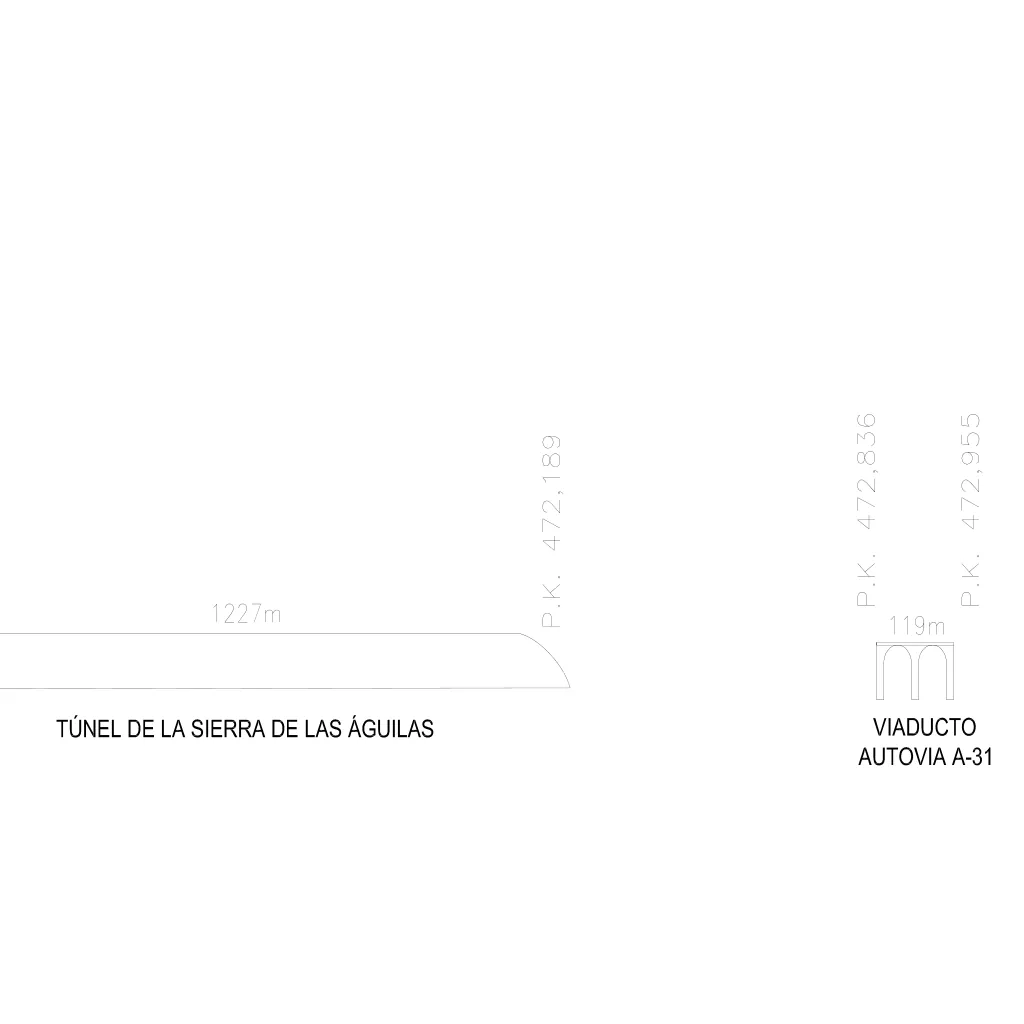 1227m
P.K. 472,189
TÚNEL DE LA SIERRA DE LAS ÁGUILAS
P.K. 472,836
P.K. 472,955
119m
VIADUCTO
AUTOVIA A-31